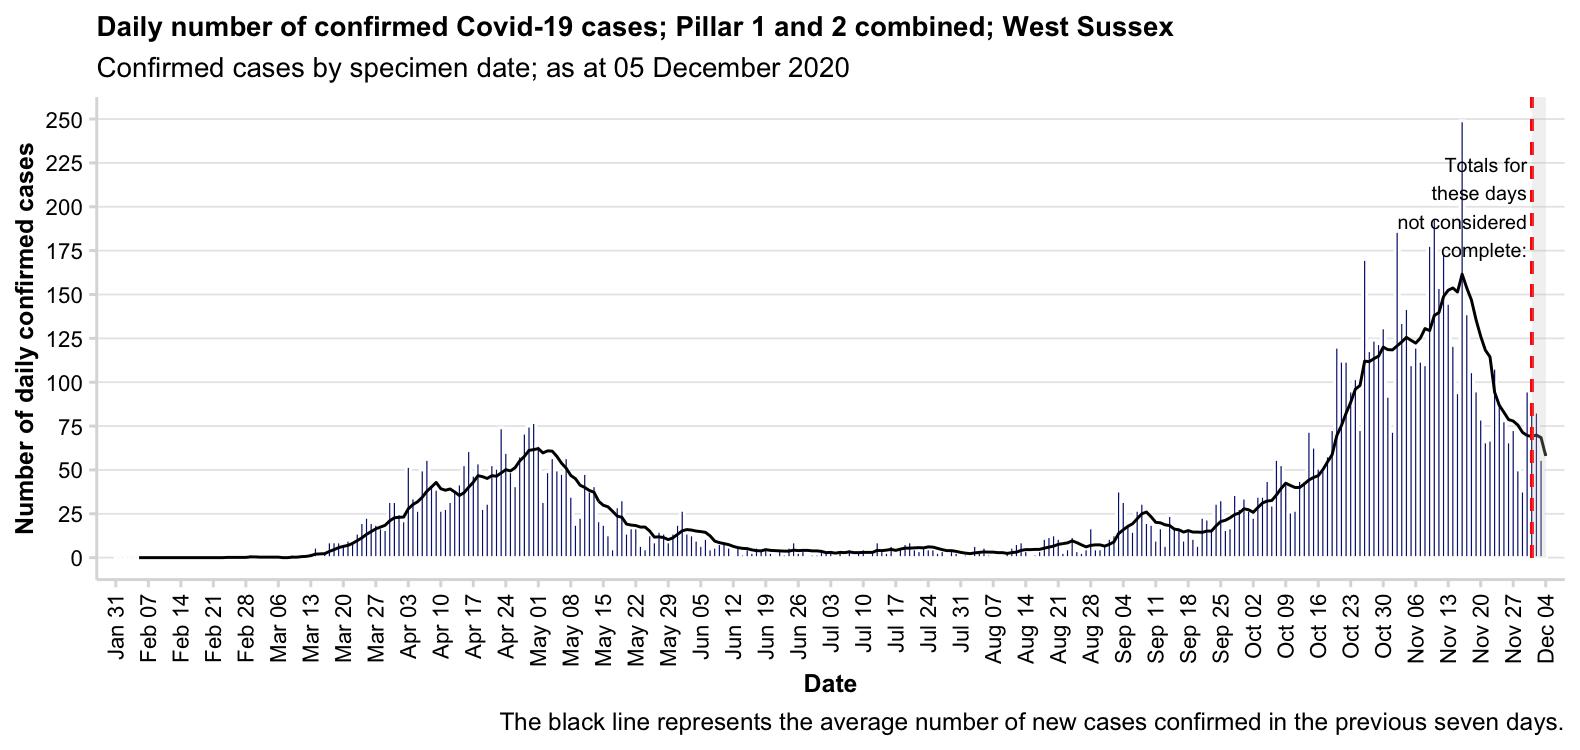 Daily number of confirmed Covid-19 cases; Pillar 1 and 2 combined; West Sussex
Confirmed cases by specimen date; as at 05 December 2020
Number of daily confirmed cases
250
225
200
175
150
125
100
75
50
25
0
Totals for
these days
not considered
complete:
Jan 31
Feb 07
Feb 14
Feb 21
Feb 28
Mar 06
Mar 13
Mar 20
Mar 27
Apr 03
Apr 10
Apr 17
Apr 24
May 01
May 08
May 15
May 22
May 29
Jun 05
Jun 12
Jun 19
Jun 26
Jul 03
Jul 10
Jul 17
Jul 24
Jul 31
Aug 07
Aug 14
Aug 21
Aug 28
Sep 04
Sep 11
Sep 18
Sep 25
Oct 02
Oct 09
Oct 16
Oct 23
Oct 30
Nov 06
Nov 13
Nov 20
Nov 27
Dec 04
Date
The black line represents the average number of new cases confirmed in the previous seven days.